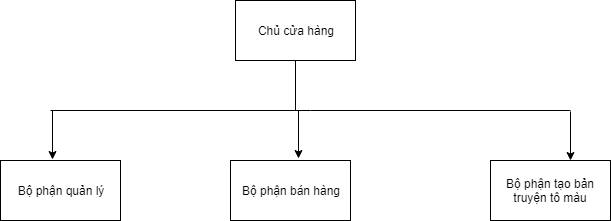 Chủ cửa hàng
Bộ phận quản lý
Bộ phận bán hàng
Bộ phận tạo bản
truyện tô màu